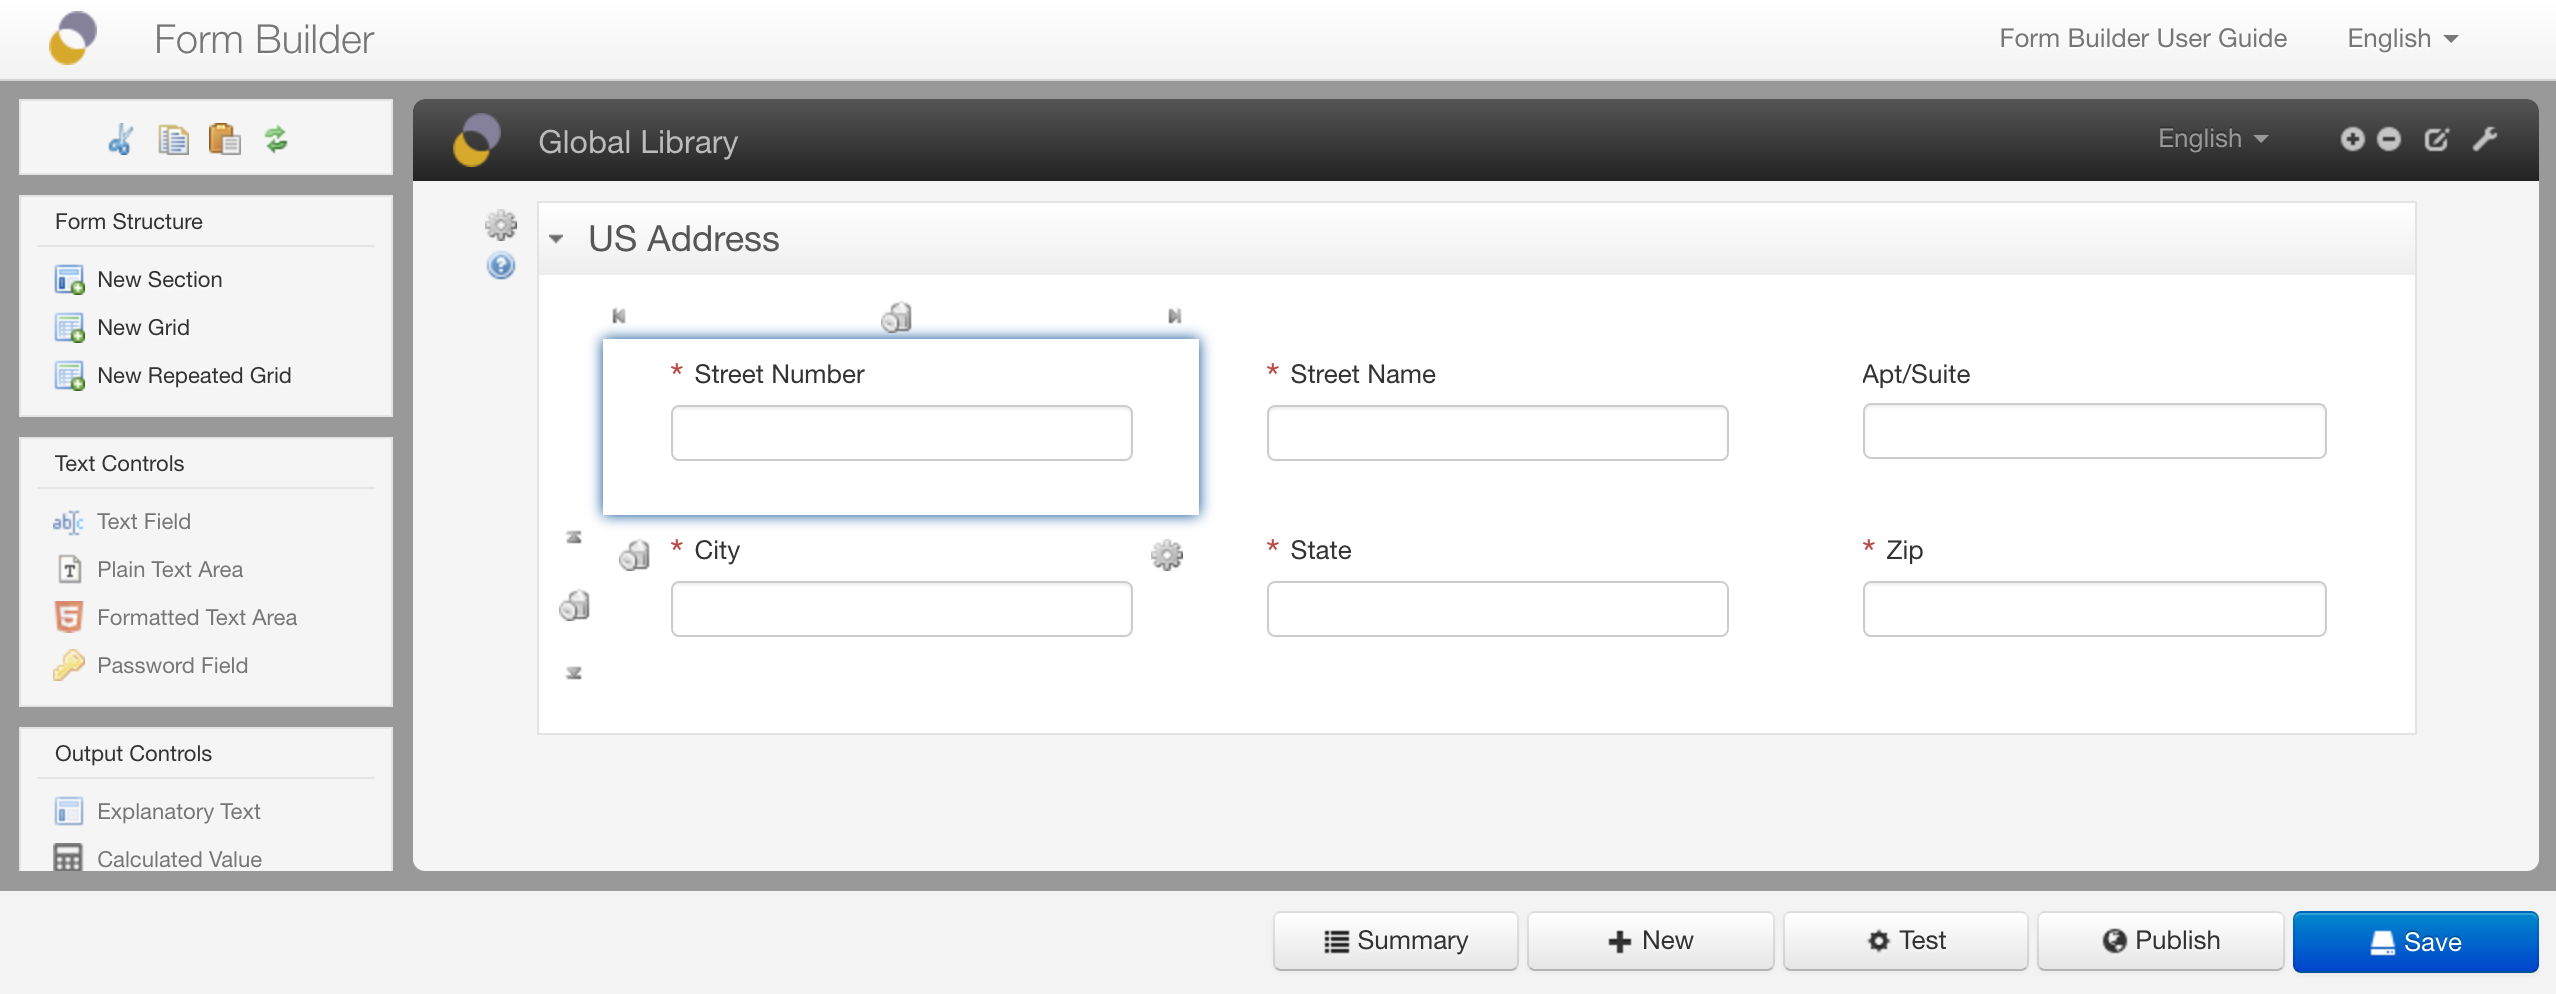 Form Builder
Form Builder User Guide
English
Global Library
English
Form Structure
New Section
New Grid
New Repeated Grid
Text Controls
Text Field
Plain Text Area
Formatted Text Area
Password Field
Output Controls
Explanatory Text
Calculated Value
US Address
* Street Number
* Street Name
Apt/Suite
* City
* State
* Zip
Summary
New
Test
Publish
Save